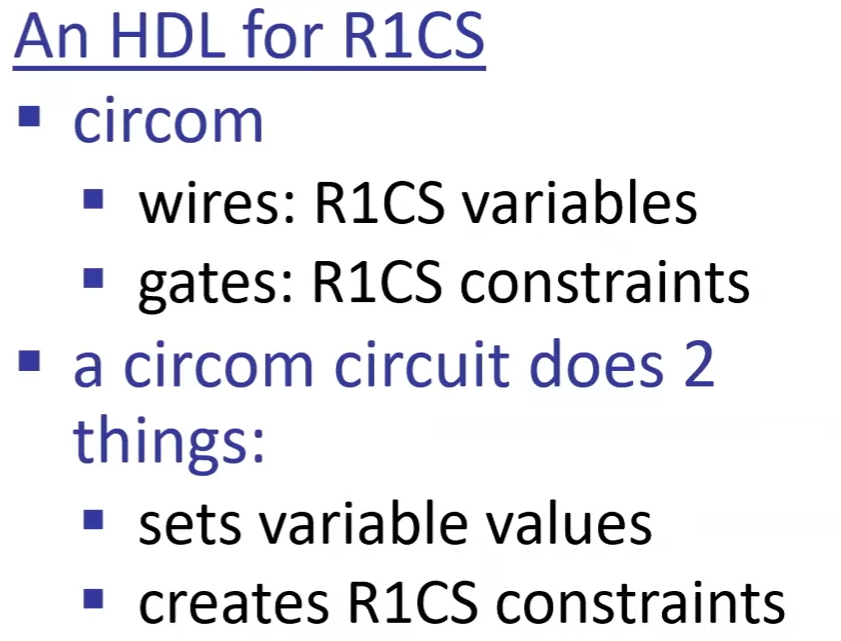 An HDL for R1CS
circom
wires: R1CS variables
gates: R1CS constraints
a circom circuit does 2
things:
sets variable values
creates R1CS constraints